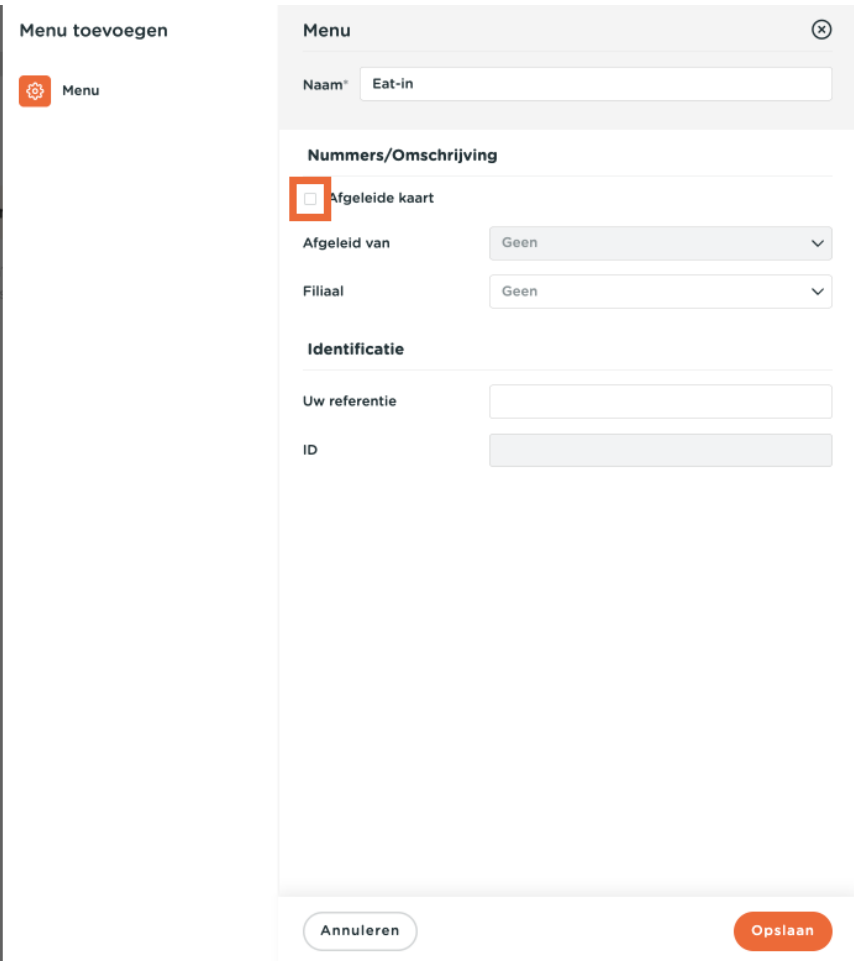 Menu toevoegen
Menu
Menu
Naam*
Eat-in
Nummers/Omschrijving
Afgeleide kaart
Afgeleid van
Geen
Filiaal
Geen
Identificatie
Uw referentie
ID
Annuleren
Opslaan